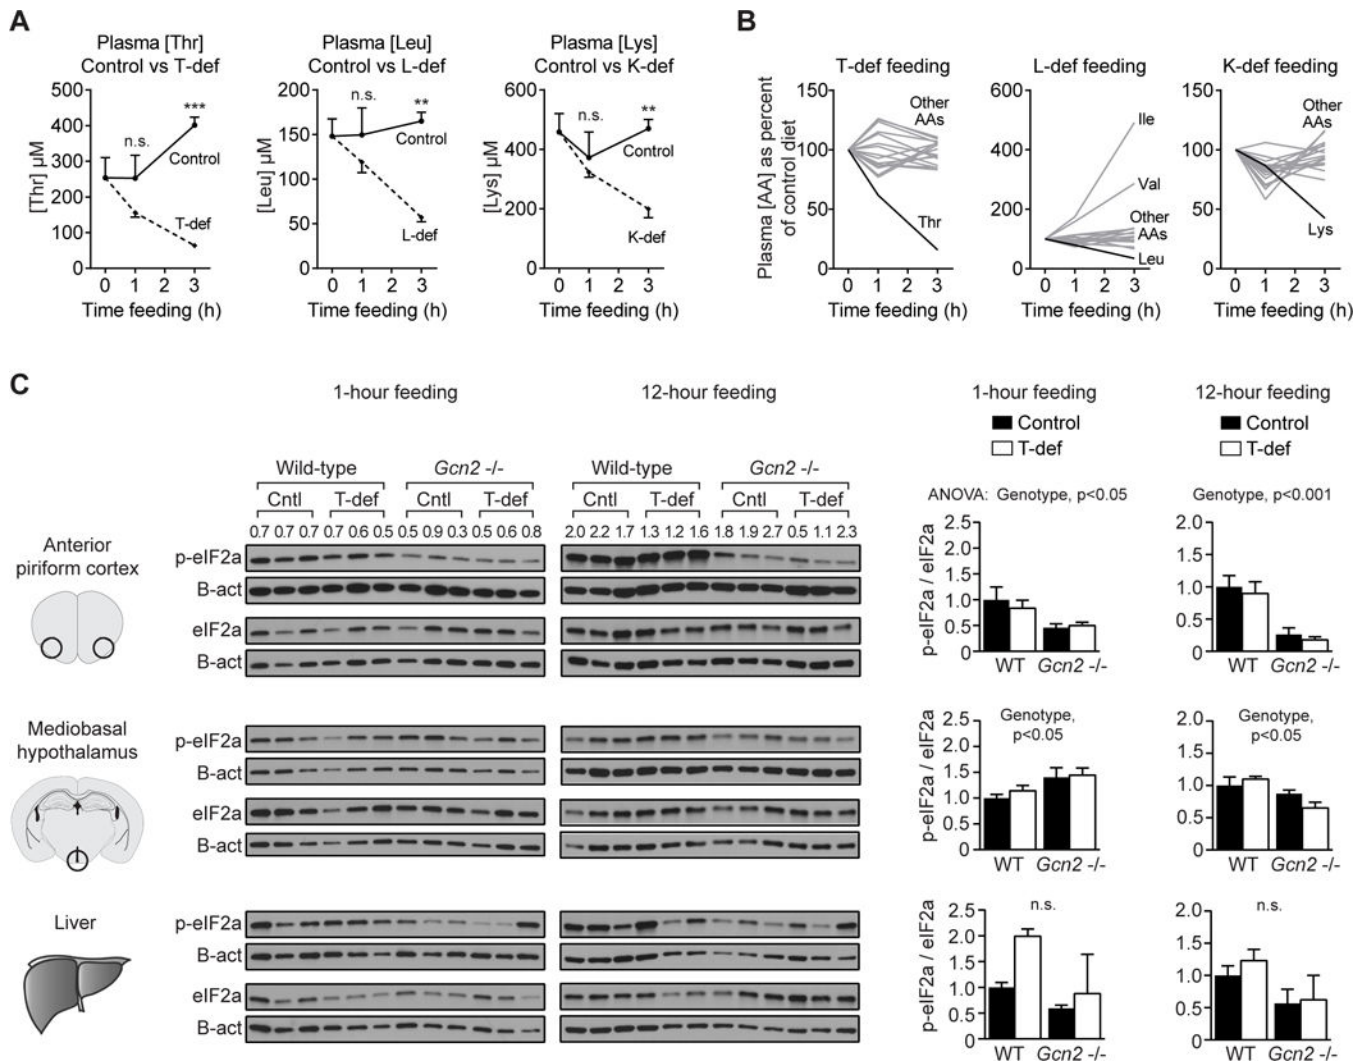 A
Plasma [Thr]
Control vs T-def
500
400
300
200
100
0
[Thr] µM
***
n.s.
Control
T-def
0 1 2 3
Time feeding (h)
Plasma [Leu]
Control vs L-def
200
150
100
50
0
[Leu] µM
n.s.
**
Control
L-def
0 1 2 3
Time feeding (h)
Plasma [Lys]
Control vs K-def
600
400
200
0
[Lys] µM
n.s.
**
Control
K-def
0 1 2 3
Time feeding (h)
B
Plasma [AA] as percent
of control diet
T-def feeding
150
100
50
0
Other
AAs
Thr
0 1 2 3
Time feeding (h)
L-def feeding
600
400
200
0
Ile
Val
Other
AAs
Leu
0 1 2 3
Time feeding (h)
K-def feeding
150
100
50
0
Other
AAs
Lys
0 1 2 3
Time feeding (h)
C
1-hour feeding
12-hour feeding
Wild-type Gcn2 -/-
Cntl T-def Cntl T-def
0.7 0.7 0.7 0.7 0.6 0.5 0.5 0.9 0.3 0.5 0.6 0.8
Wild-type Gcn2 -/-
Cntl T-def Cntl T-def
2.0 2.2 1.7 1.3 1.2 1.6 1.8 1.9 2.7 0.5 1.1 2.3
Anterior
piriform cortex
p-eIF2a
B-act
eIF2a
B-act
Mediobasal
hypothalamus
p-eIF2a
B-act
eIF2a
B-act
Liver
p-eIF2a
B-act
eIF2a
B-act
1-hour feeding
Control
T-def
12-hour feeding
Control
T-def
ANOVA: Genotype, p<0.05
2.5
2.0
1.5
1.0
0.5
0
p-eIF2a / eIF2a
WT Gcn2 -/-
Genotype, p<0.001
2.0
1.5
1.0
0.5
0
WT Gcn2 -/-
Genotype,
p<0.05
2.5
2.0
1.5
1.0
0.5
0
p-eIF2a / eIF2a
WT Gcn2 -/-
Genotype,
p<0.05
2.0
1.5
1.0
0.5
0
WT Gcn2 -/-
n.s.
2.5
2.0
1.5
1.0
0.5
0
p-eIF2a / eIF2a
WT Gcn2 -/-
n.s.
2.0
1.5
1.0
0.5
0
WT Gcn2 -/-